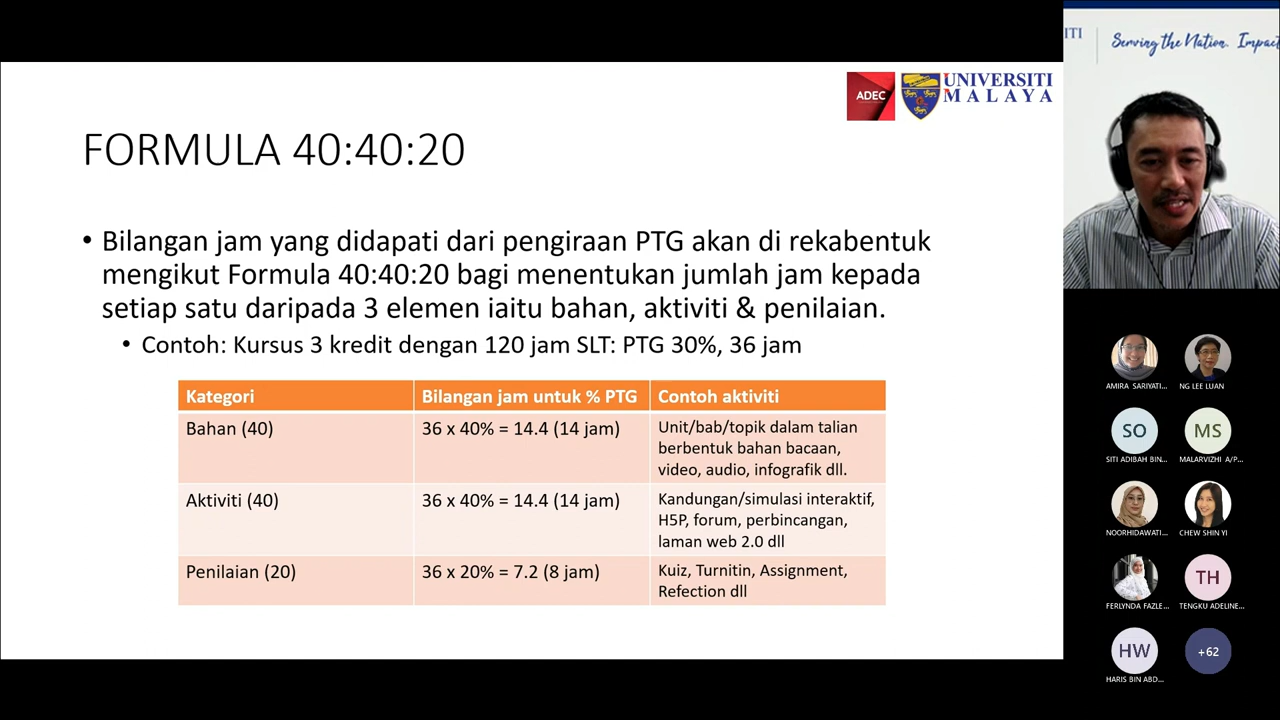 ITI
Serving the Nation. Impact
ADEC
UNIVERSITI
MALAYA
FORMULA 40:40:20
• Bilangan jam yang didapati dari pengiraan PTG akan di rekabentuk
mengikut Formula 40:40:20 bagi menentukan jumlah jam kepada
setiap satu daripada 3 elemen iaitu bahan, aktiviti & penilaian.
• Contoh: Kursus 3 kredit dengan 120 jam SLT: PTG 30%, 36 jam
Kategori Bilangan jam untuk % PTG Contoh aktiviti
Bahan (40) 36 x 40% = 14.4 (14 jam) Unit/bab/topik dalam talian
berbentuk bahan bacaan,
video, audio, infografik dll.
Aktiviti (40) 36 x 40% = 14.4 (14 jam) Kandungan/simulasi interaktif,
H5P, forum, perbincangan,
laman web 2.0 dll
Penilaian (20) 36 x 20% = 7.2 (8 jam) Kuiz, Turnitin, Assignment,
Refection dll
AMIRA SARIYATI... NG LEE LUAN
SO MS
SITI ADIBAH BIN... MALARVIZHI A/P...
NOORHIDAWATI... CHEW SHIN YI
TH
FERLYNDA FAZLE... TENGKU ADELINE...
HW +62
HARIS BIN ABD...